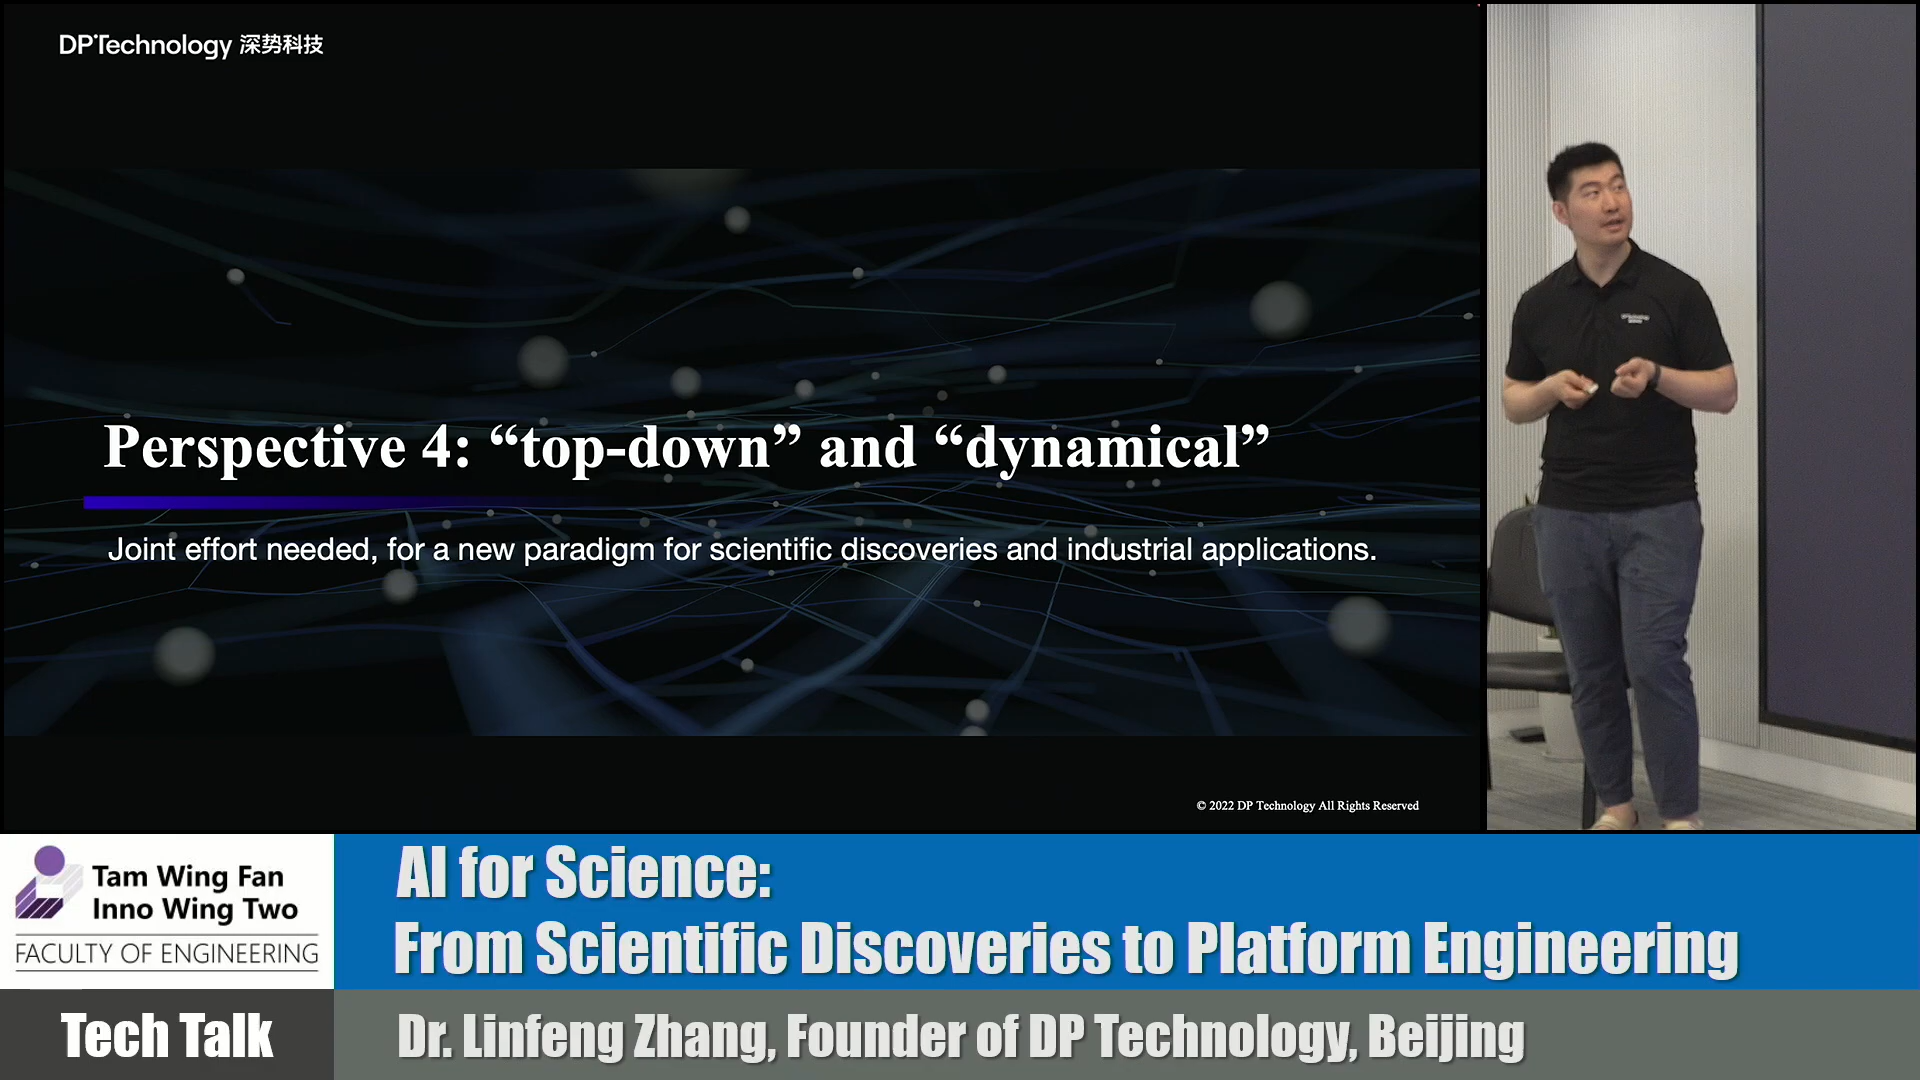 DP Technology 深势科技
Perspective 4: “top-down” and “dynamical”
Joint effort needed, for a new paradigm for scientific discoveries and industrial applications.
© 2022 DP Technology All Rights Reserved
Tam Wing Fan
Inno Wing Two
FACULTY OF ENGINEERING
AI for Science:
From Scientific Discoveries to Platform Engineering
Tech Talk
Dr. Linfeng Zhang, Founder of DP Technology, Beijing